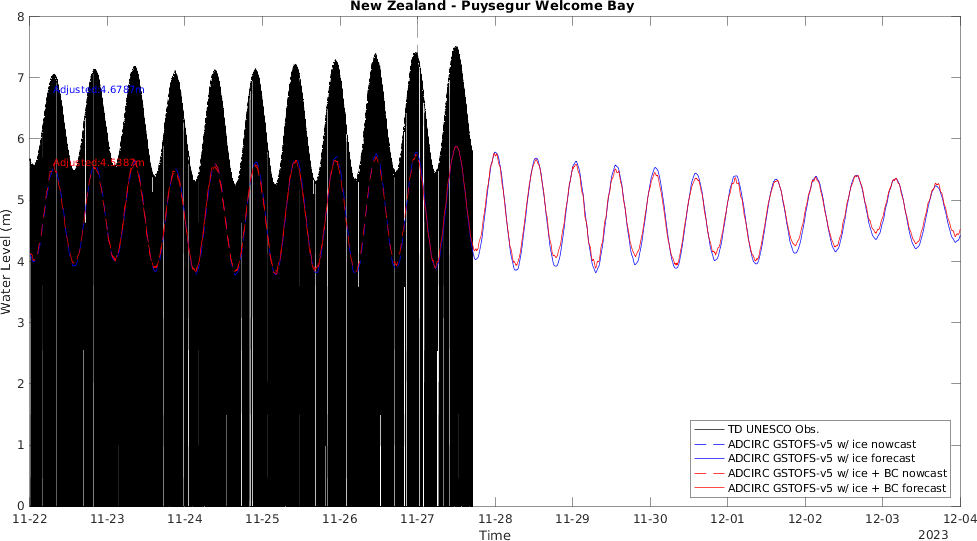 New Zealand - Puysegur Welcome Bay
Water Level (m)
8
7
6
5
4
3
2
1
0
Adjusted:4.6787m
TD UNESCO Obs.
ADCIRC GSTOFS-v5 w/ ice nowcast
ADCIRC GSTOFS-v5 w/ ice forecast
ADCIRC GSTOFS-v5 w/ ice + BC nowcast
ADCIRC GSTOFS-v5 w/ ice + BC forecast
11-22 11-23 11-24 11-25 11-26 11-27 11-28 11-29 11-30 12-01 12-02 12-03 12-04
Time
2023